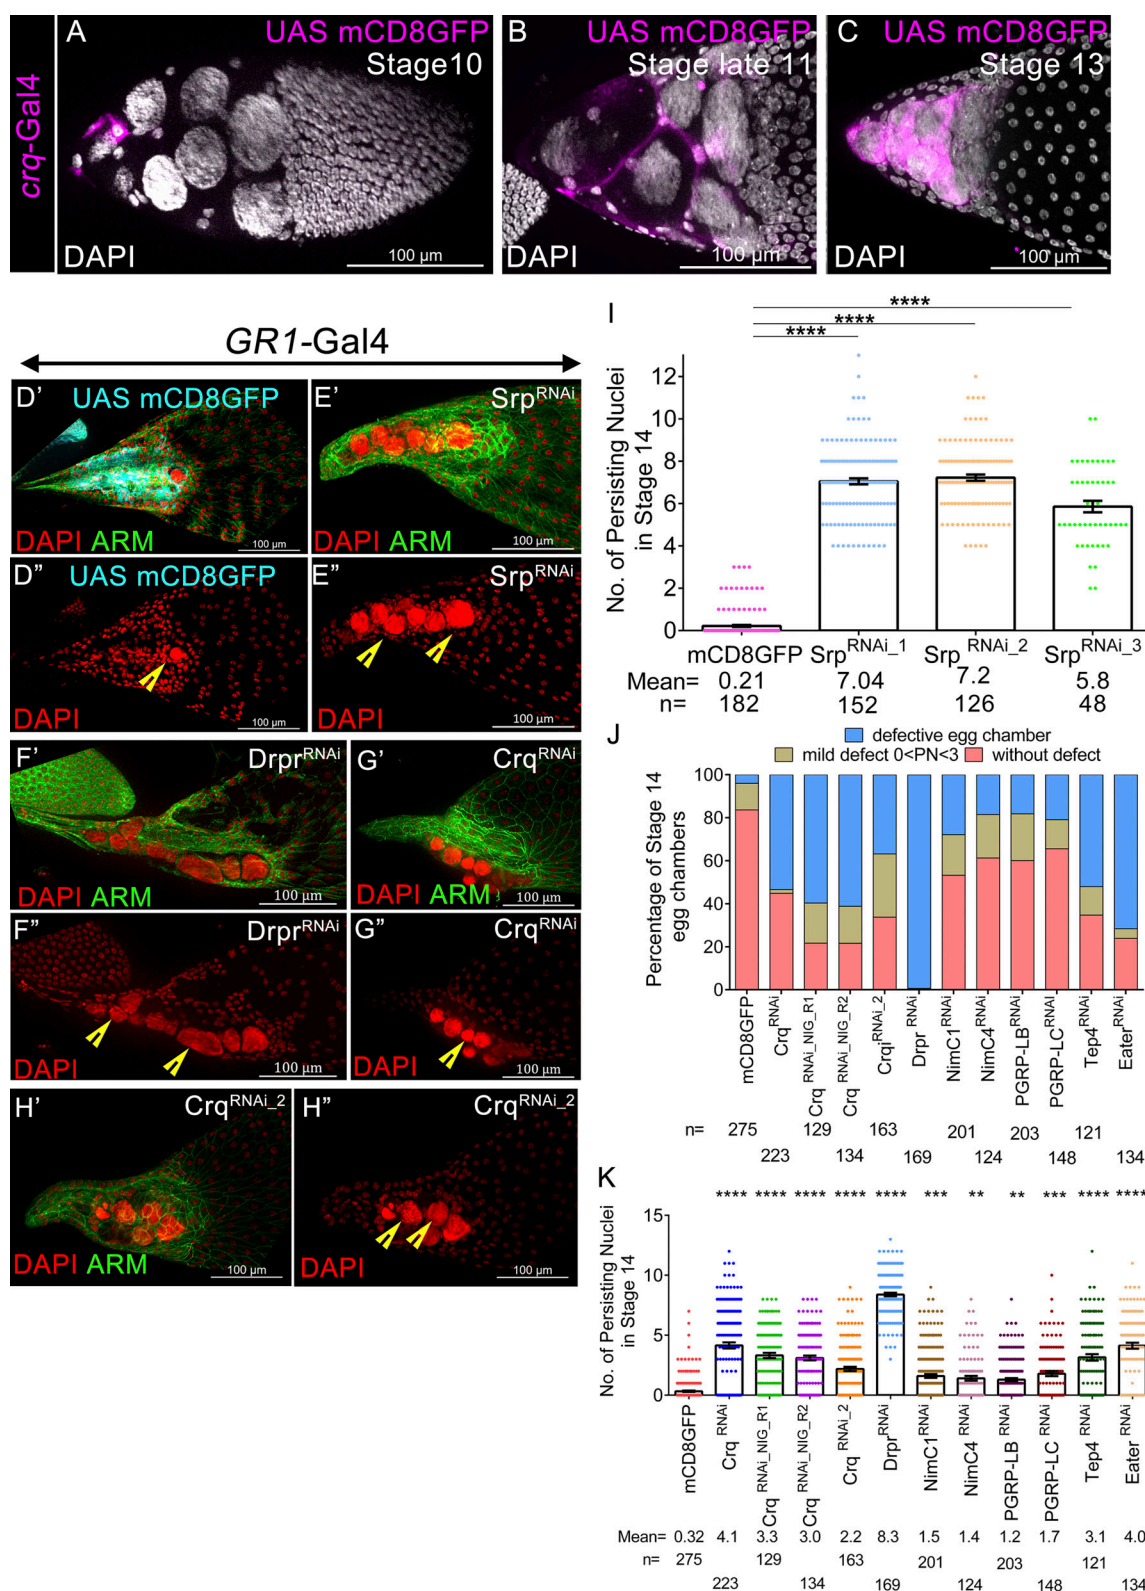 A
UAS mCD8GFP
Stage10
B
UAS mCD8GFP
Stage late 11
C
UAS mCD8GFP
Stage 13
crq-Gal4
DAPI
100 µm
DAPI
100 µm
DAPI
100 µm
GR1-Gal4
D’
UAS mCD8GFP
DAPI ARM
100 µm
E’
Srp RNAi
DAPI ARM
100 µm
D”
UAS mCD8GFP
DAPI
100 µm
E”
Srp RNAi
DAPI
100 µm
F’
Drpr RNAi
DAPI ARM
100 µm
G’
Crq RNAi
DAPI ARM
100 µm
F”
Drpr RNAi
DAPI
100 µm
G”
Crq RNAi
DAPI
100 µm
H’
Crq RNAi_2
DAPI ARM
100 µm
H”
Crq RNAi_2
DAPI
100 µm
I
****
****
****
No. of Persisting Nuclei
in Stage 14
12
10
8
6
4
2
0
mCD8GFP Srp RNAi_1 Srp RNAi_2 Srp RNAi_3
Mean= 0.21 7.04 7.2 5.8
n= 182 152 126 48
J
defective egg chamber
mild defect 0<PN<3 without defect
Percentage of Stage 14
egg chambers
100
80
60
40
20
0
mCD8GFP
Crq RNAi
Crq RNAi_NIG_R1
Crq RNAi_NIG_R2
Crqi RNAi_2
Drpr RNAi
NimC1 RNAi
NimC4 RNAi
PGRP-LB RNAi
PGRP-LC RNAi
Tep4 RNAi
Eater RNAi
n= 275 223 129 134 163 169 201 124 203 148 121 134
K
**** **** **** **** **** *** ** ** *** **** ****
No. of Persisting Nuclei
in Stage 14
15
10
5
0
mCD8GFP
Crq RNAi
Crq RNAi_NIG_R1
Crq RNAi_NIG_R2
Crq RNAi_2
Drpr RNAi
NimC1 RNAi
NimC4 RNAi
PGRP-LB RNAi
PGRP-LC RNAi
Tep4 RNAi
Eater RNAi
Mean= 0.32 4.1 3.3 3.0 2.2 8.3 1.5 1.4 1.2 1.7 3.1 4.0
n= 275 223 129 134 163 169 201 124 203 148 121 134